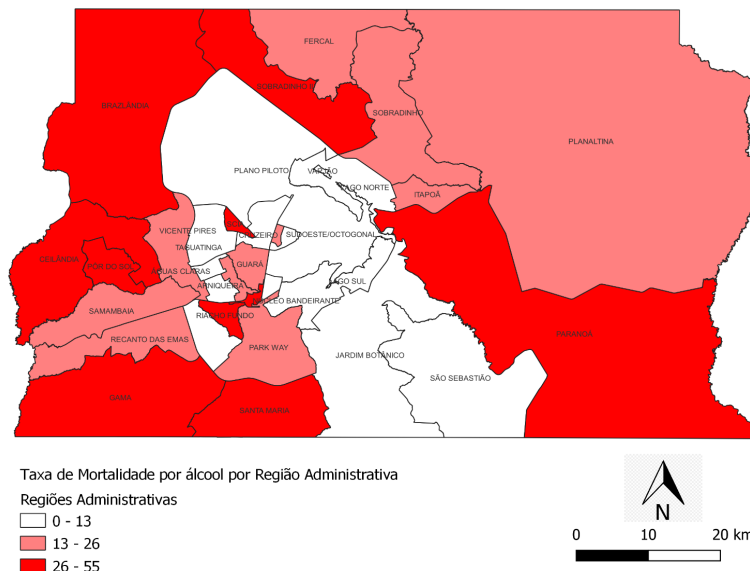 FERCAL
BRAZLÂNDIA
SOBRADINHO II
SOBRADINHO
PLANALTINA
PLANO PILOTO
VARJÃO
LAGO NORTE
ITAPOÃ
VICENTE PIRES
CRUZEIRO
SUDOESTE/OCTOGONAL
TAGUATINGA
CEILÂNDIA
PÔR DO SOL
ÁGUAS CLARAS
GUARÁ
ARNIQUEIRA
LAGO SUL
NÚCLEO BANDEIRANTE
SAMAMBAIA
RIACHO FUNDO
PARANOÁ
RECANTO DAS EMAS
PARK WAY
JARDIM BOTÂNICO
SÃO SEBASTIÃO
GAMA
SANTA MARIA
Taxa de Mortalidade por álcool por Região Administrativa
Regiões Administrativas
0 - 13
13 - 26
26 - 55
N
0 10 20 km